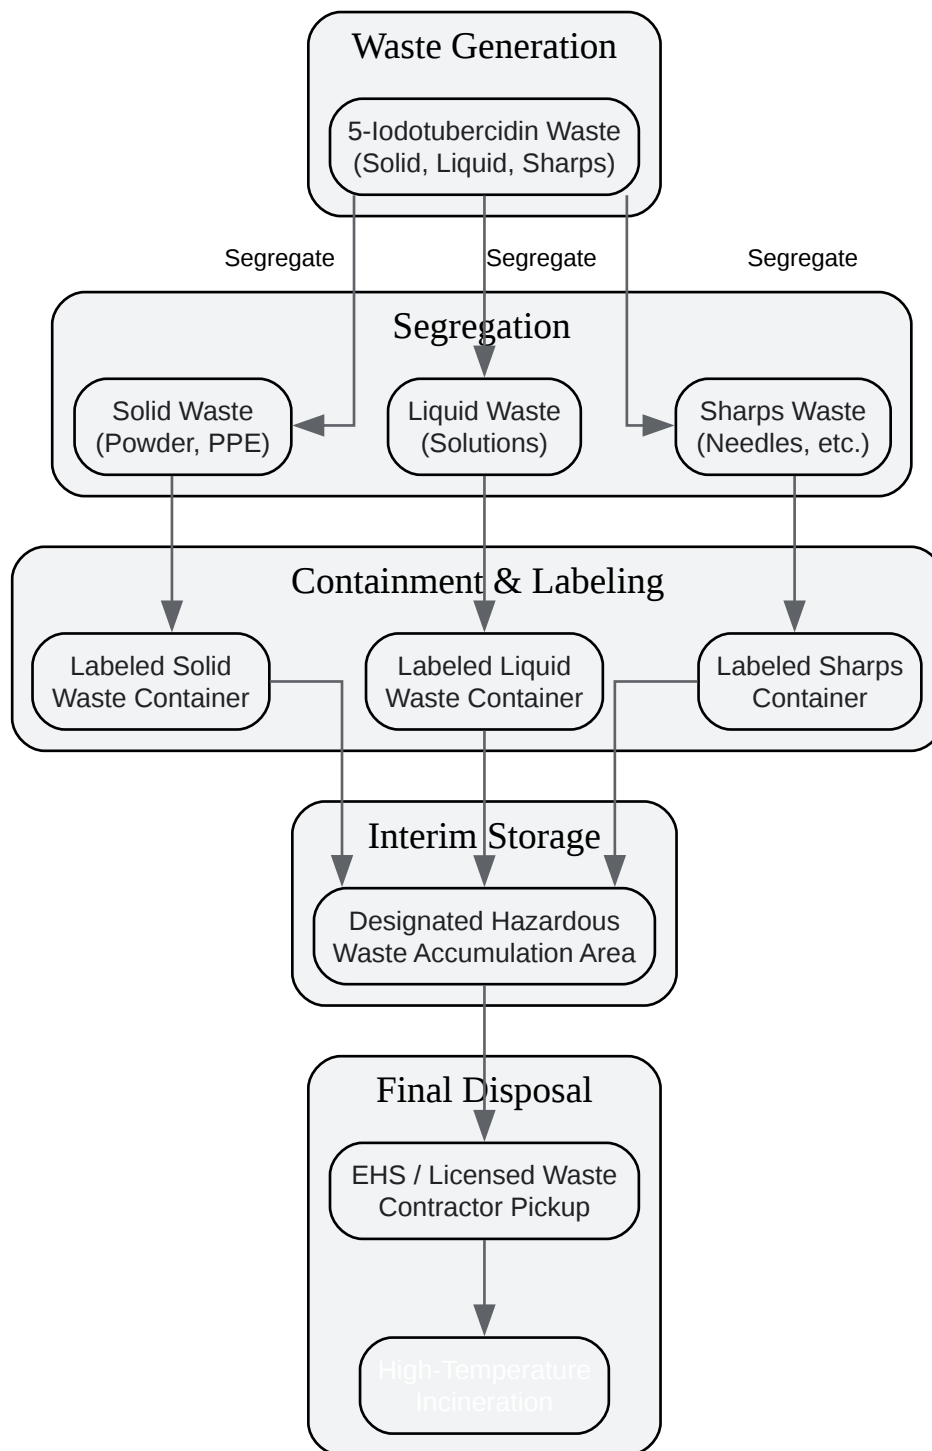 Waste Generation
5-Iodotubercidin Waste
(Solid, Liquid, Sharps)
Segregate
Segregate
Segregate
Segregation
Solid Waste
(Powder, PPE)
Liquid Waste
(Solutions)
Sharps Waste
(Needles, etc.)
Containment & Labeling
Labeled Solid
Waste Container
Labeled Liquid
Waste Container
Labeled Sharps
Container
Interim Storage
Designated Hazardous
Waste Accumulation Area
Final Disposal
EHS / Licensed Waste
Contractor Pickup
High-Temperature
Incineration